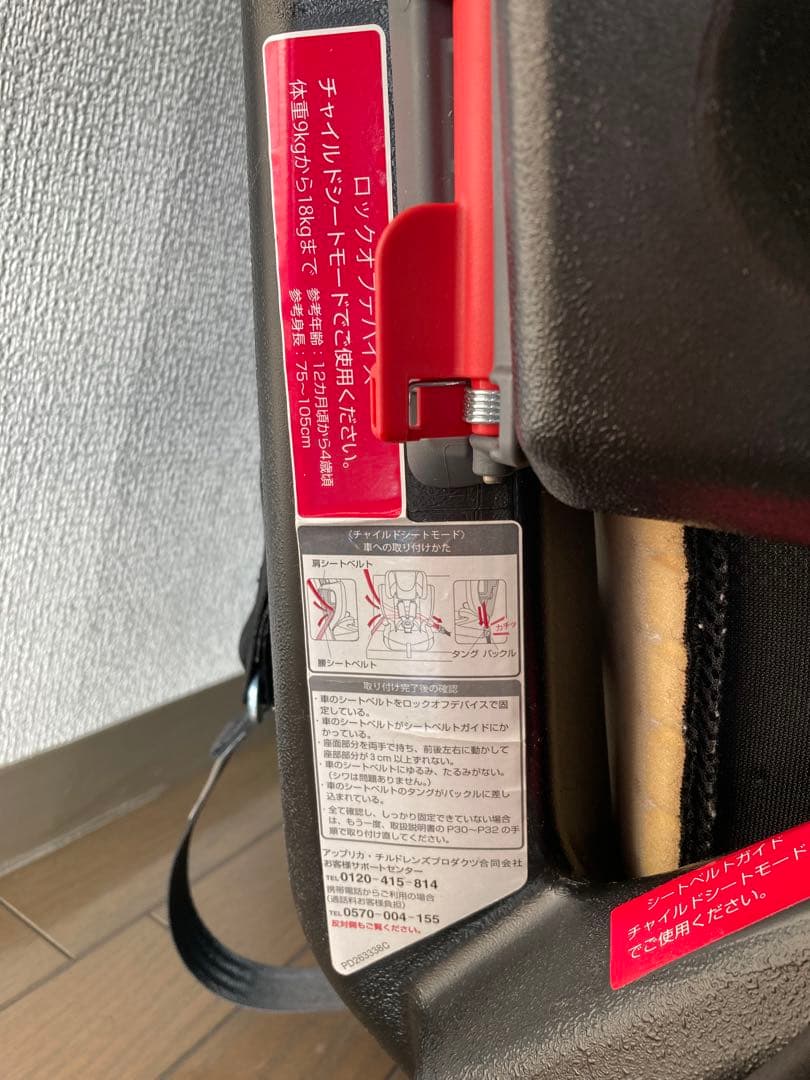 ロックオフデバイス
チャイルドシートモードでご使用ください。
体重9kgから18kgまで
参考年齢：12カ月頃から4歳頃
参考身長：75〜105cm
〈チャイルドシートモード〉
車への取り付けかた
肩シートベルト
カチッ
タング バックル
腰シートベルト
取り付け完了後の確認
・車のシートベルトをロックオフデバイスで固
定している。
・車のシートベルトがシートベルトガイドにか
かっている。
・座面部分を両手で持ち、前後左右に動かして
座部部分が3cm以上ずれない。
・車のシートベルトにゆるみ、たるみがない。
（シワは問題ありません。）
・車のシートベルトのタングがバックルに差し
込まれている。
・全て確認し、しっかり固定できていない場合
は、もう一度、取扱説明書のP30〜P32の手
順で取り付け直してください。
アップリカ・チルドレンズプロダクツ合同会社
お客様サポートセンター
TEL 0120-415-814
携帯電話からご利用の場合
（通話料お客様負担）
TEL 0570-004-155
反対側もご覧ください。
PD263338C
シートベルトガイド
チャイルドシートモード
でご使用ください。